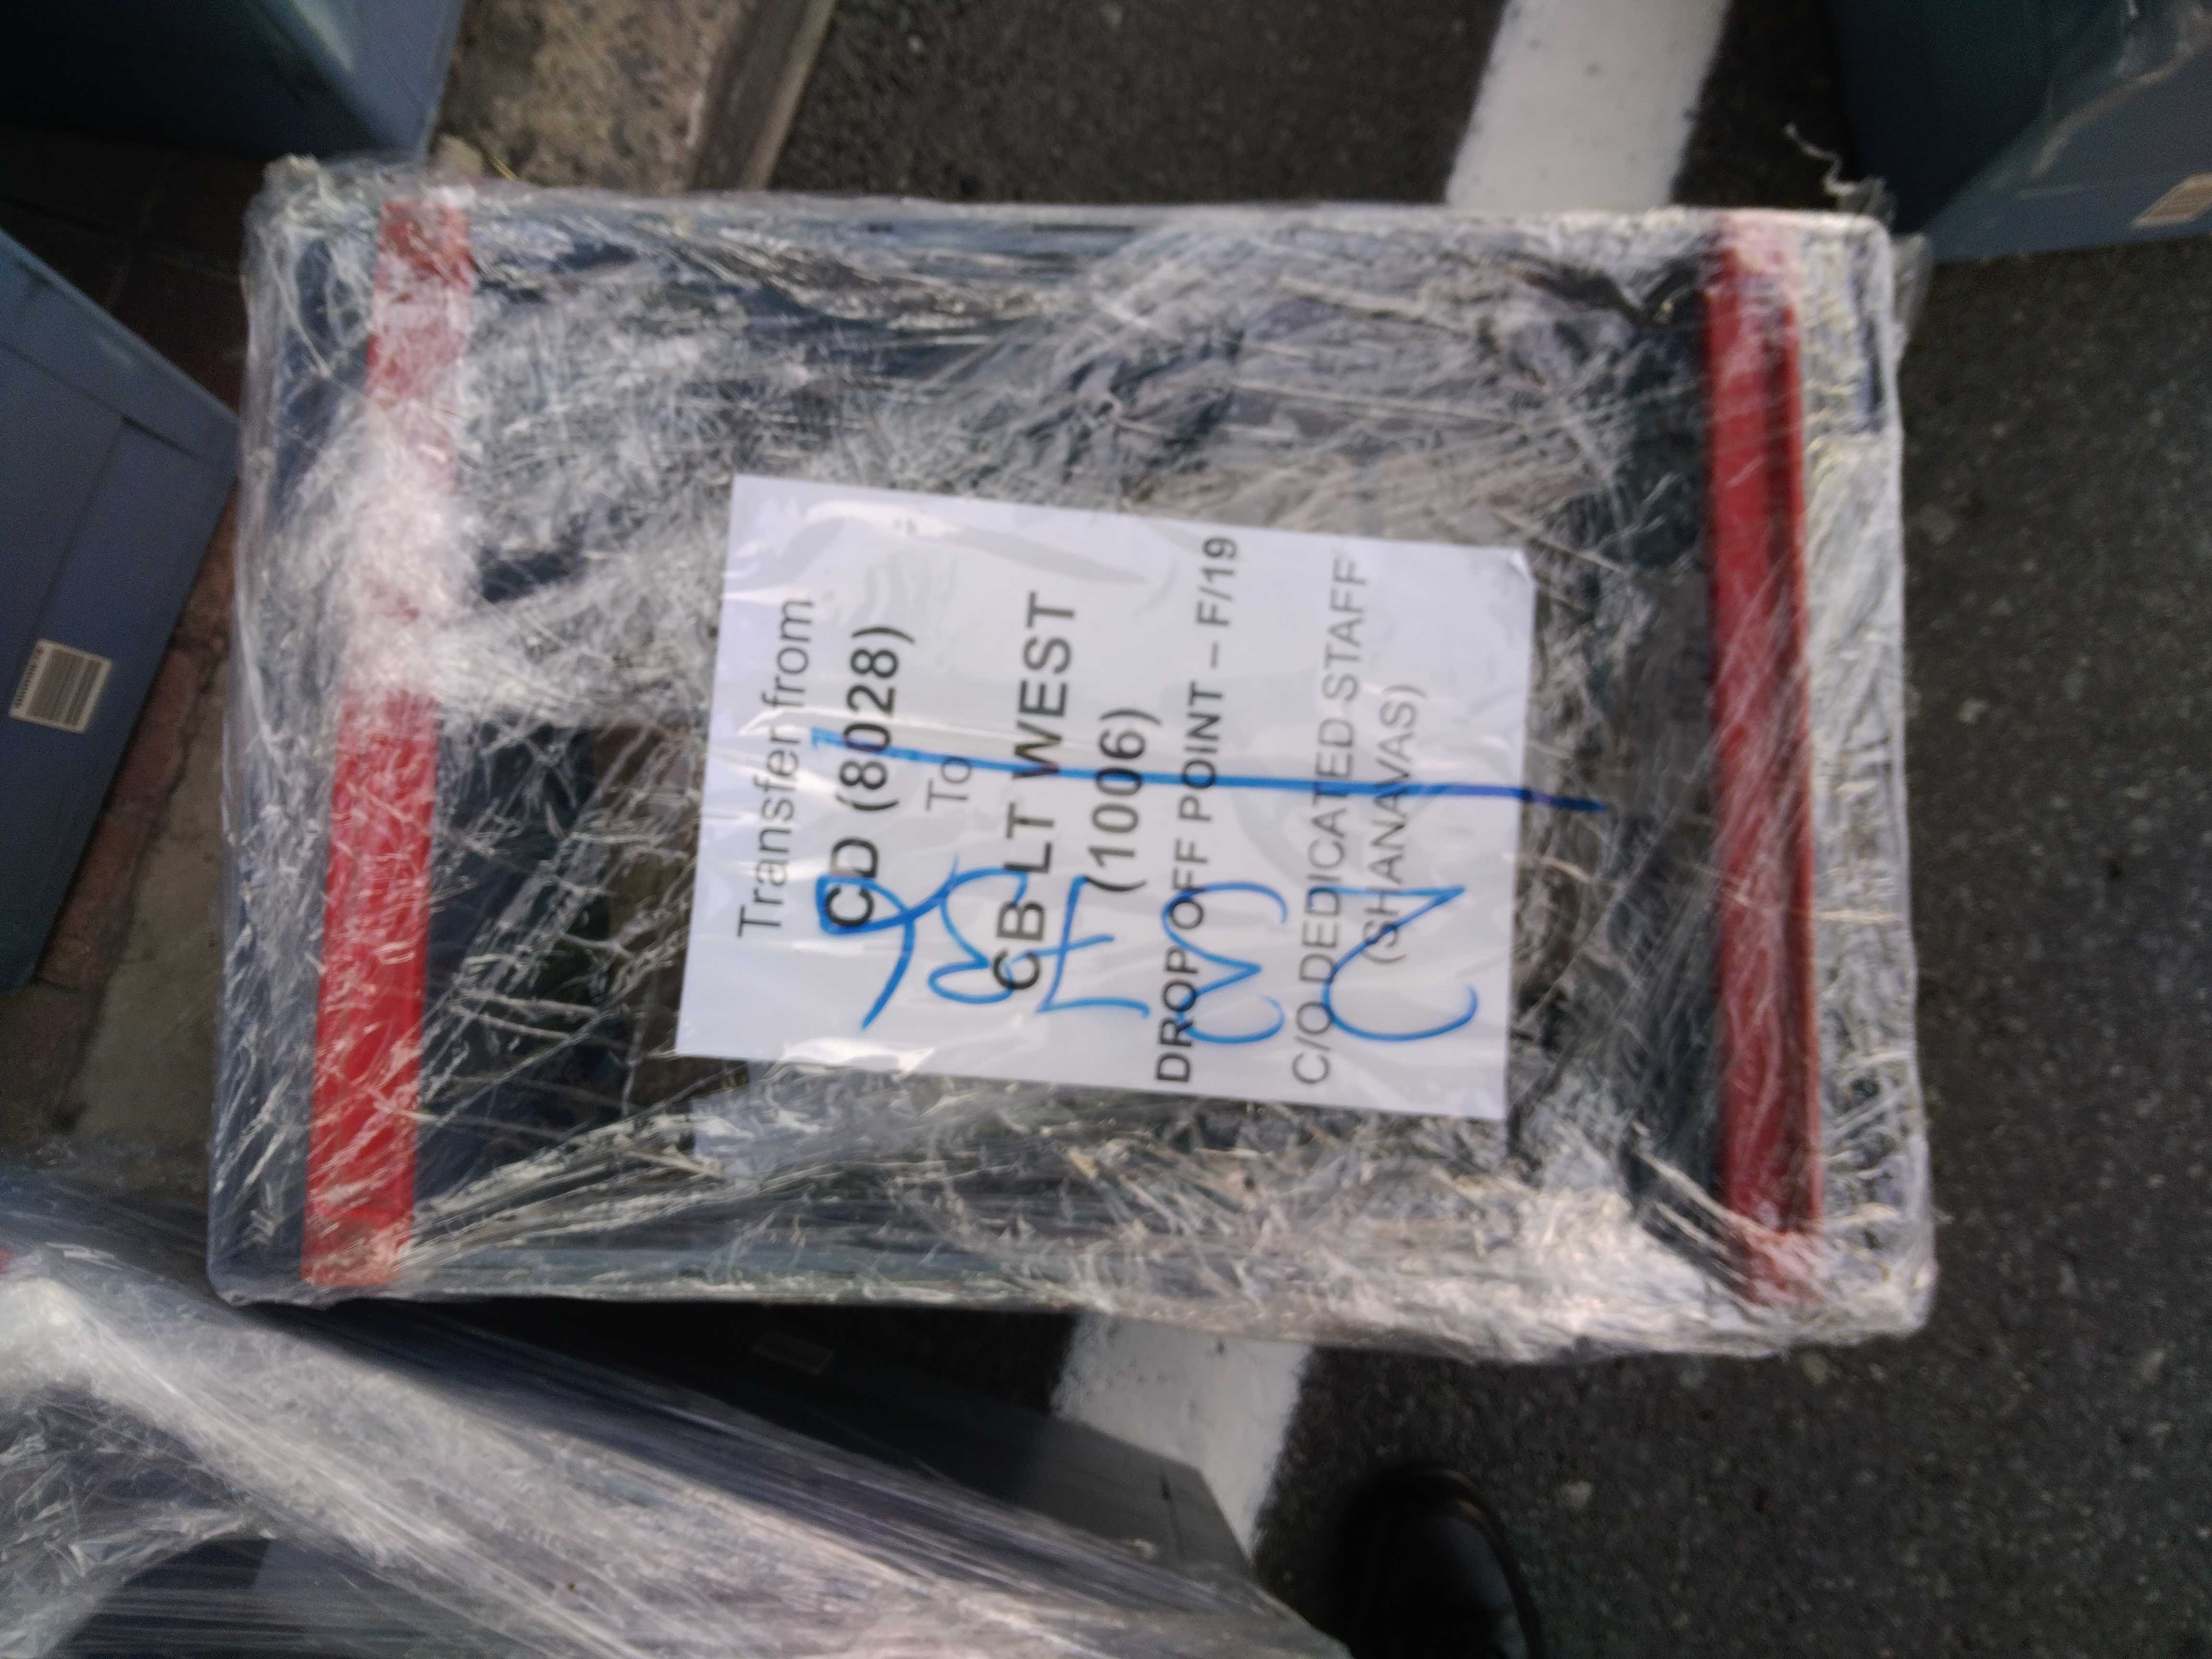 Transfer from
CD (8028)
To
CB LT WEST
(1006)
DROP OFF POINT – F/19
C/O DEDICATED STAFF
(SHANAVAS)